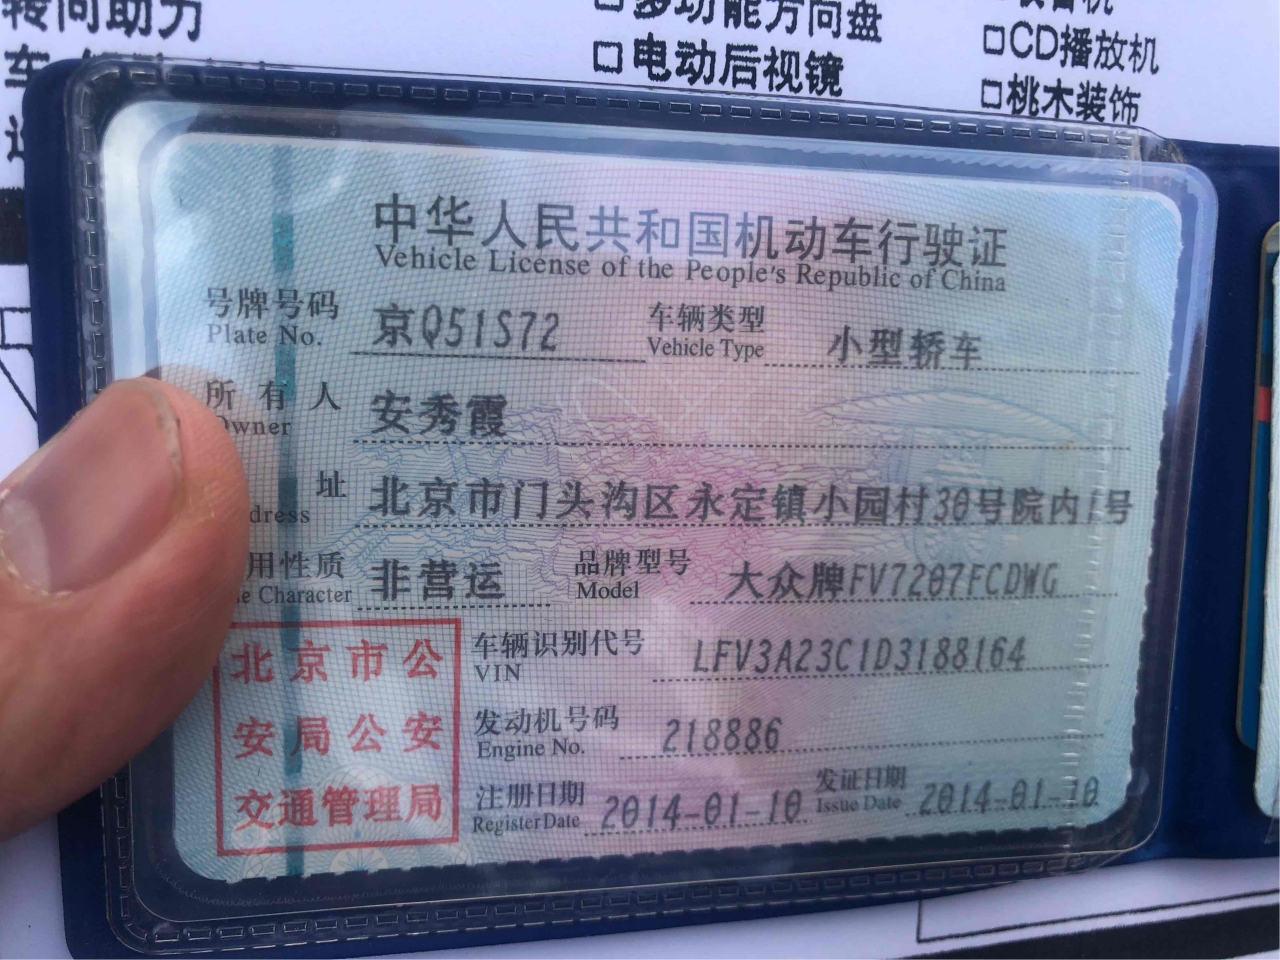 转向助力
□多功能方向盘
□电动后视镜
□CD播放机
□桃木装饰
中华人民共和国机动车行驶证
Vehicle License of the People's Republic of China
号牌号码 京Q51S72 车辆类型 小型轿车
Plate No. Vehicle Type
所有人 安秀霞
Owner
址 北京市门头沟区永定镇小园村30号院内1号
dress
用性质 非营运 品牌型号 大众牌FV7207FCDWG
Character Model
车辆识别代号 LFV3A23C1D3188164
VIN
发动机号码 218886
Engine No.
注册日期 2014-01-10 发证日期 2014-01-10
Register Date Issue Date
北京市公
安局公安
交通管理局